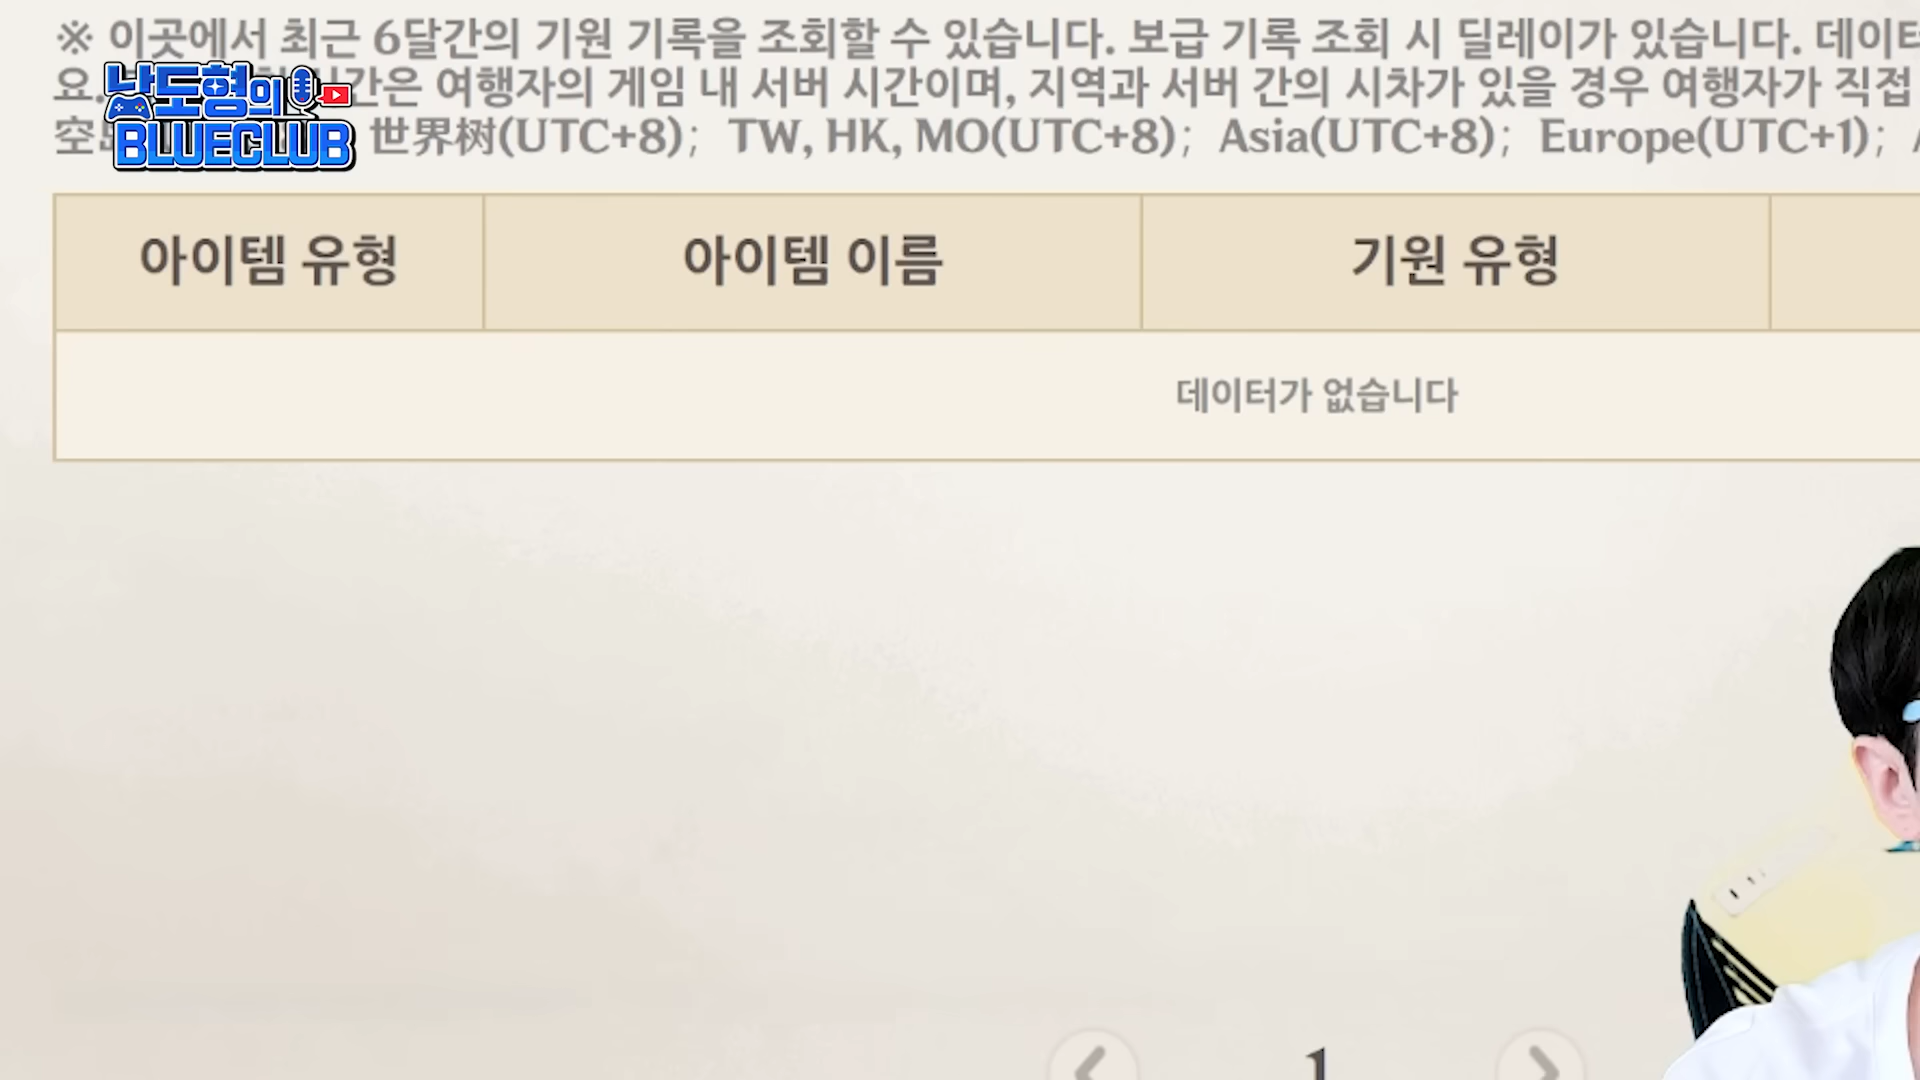 ※ 이곳에서 최근 6달간의 기원 기록을 조회할 수 있습니다. 보급 기록 조회 시 딜레이가 있습니다. 데이터
요. 간은 여행자의 게임 내 서버 시간이며, 지역과 서버 간의 시차가 있을 경우 여행자가 직접
空 世界树(UTC+8); TW, HK, MO(UTC+8); Asia(UTC+8); Europe(UTC+1);
남도형의
BLUECLUB
아이템 유형 아이템 이름 기원 유형
데이터가 없습니다
1